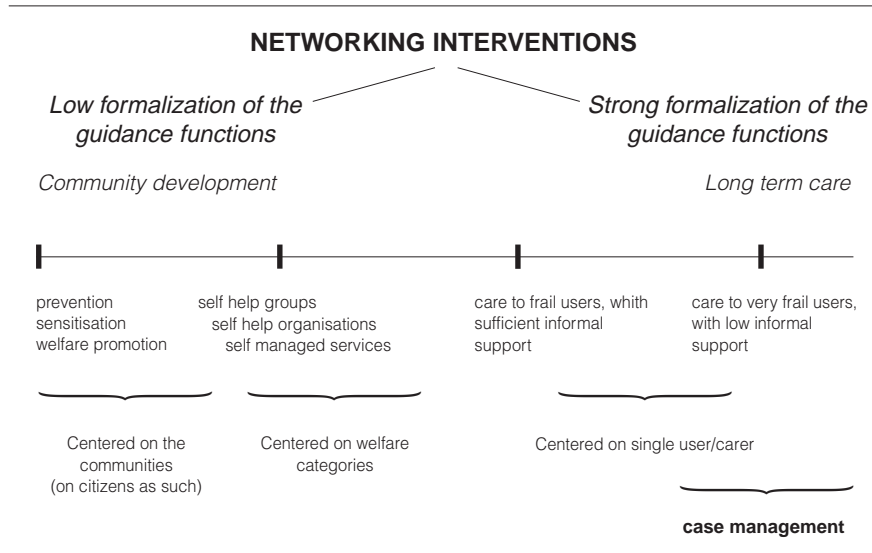 NETWORKING INTERVENTIONS
Low formalization of the
guidance functions
Strong formalization of the
guidance functions
Community development
Long term care
prevention
sensitisation
welfare promotion
self help groups
self help organisations
self managed services
care to frail users, whith
sufficient informal
support
care to very frail users,
with low informal
support
Centered on the
communities
(on citizens as such)
Centered on welfare
categories
Centered on single user/carer
case management